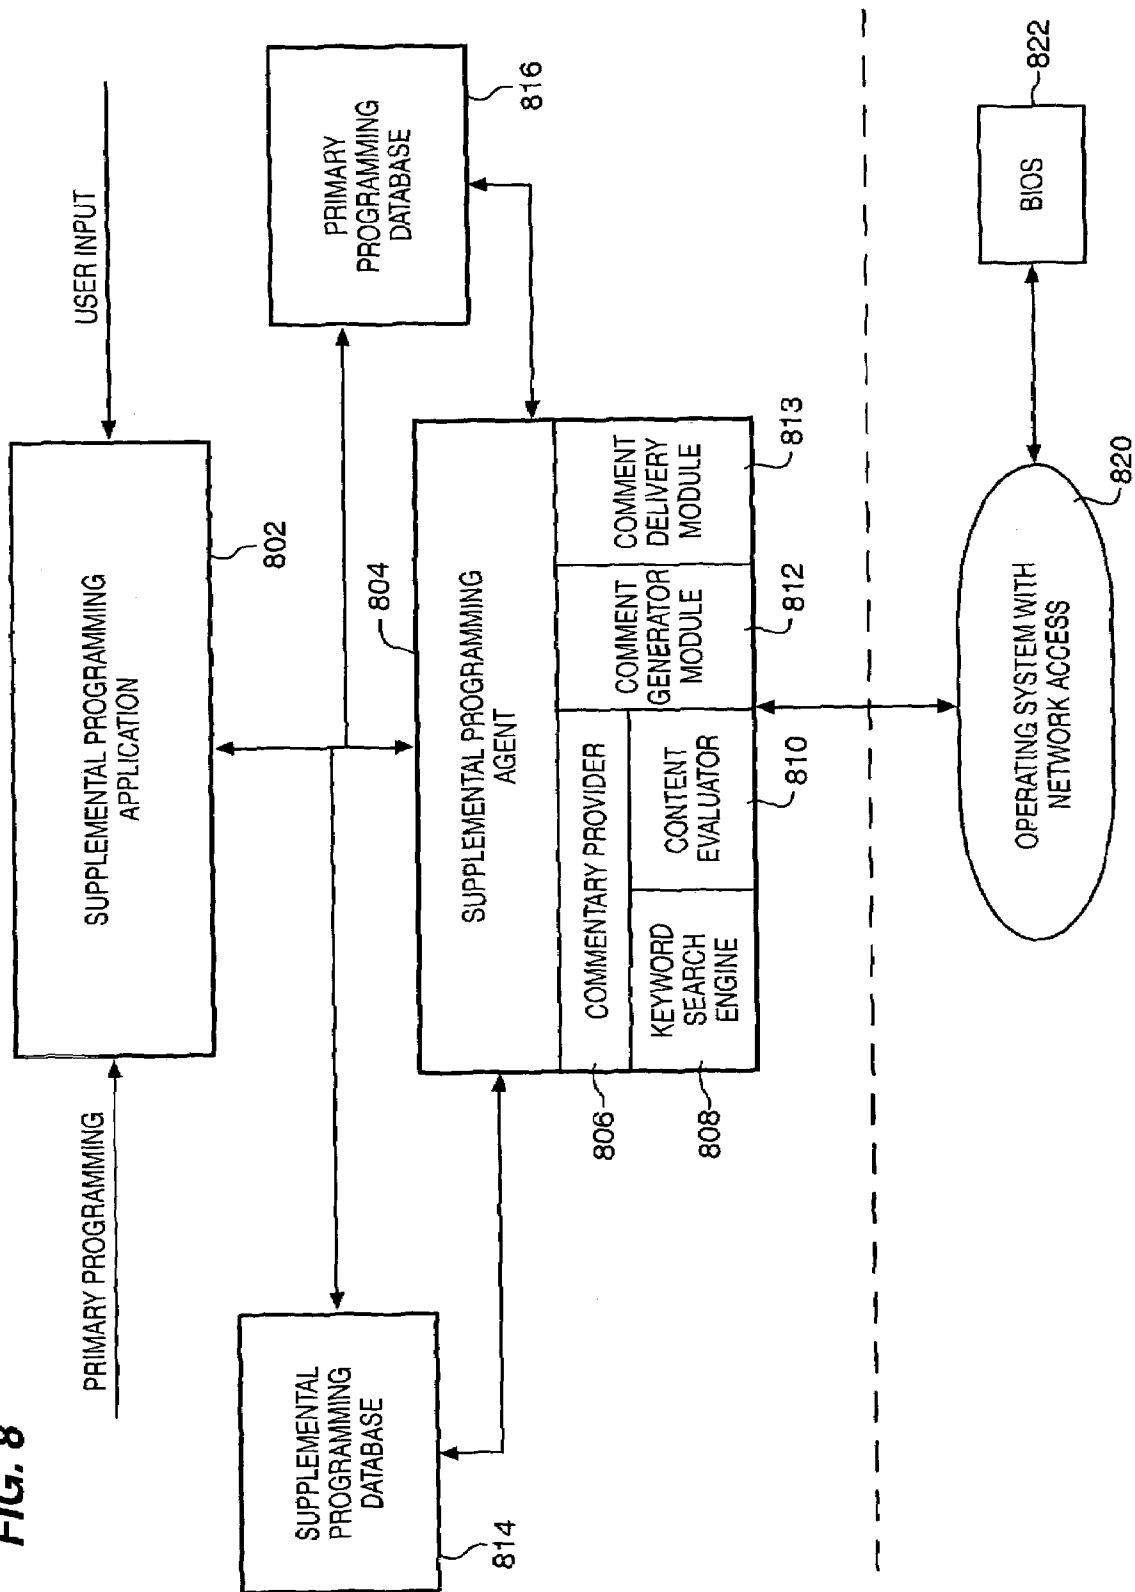 FIG. 8
PRIMARY PROGRAMMING
USER INPUT
SUPPLEMENTAL PROGRAMMING
APPLICATION
802
SUPPLEMENTAL
PROGRAMMING
DATABASE
814
PRIMARY
PROGRAMMING
DATABASE
816
804
SUPPLEMENTAL PROGRAMMING
AGENT
COMMENTARY PROVIDER
806
KEYWORD
SEARCH
ENGINE
808
CONTENT
EVALUATOR
810
COMMENT
GENERATOR
MODULE
812
COMMENT
DELIVERY
MODULE
813
OPERATING SYSTEM WITH
NETWORK ACCESS
820
BIOS
822